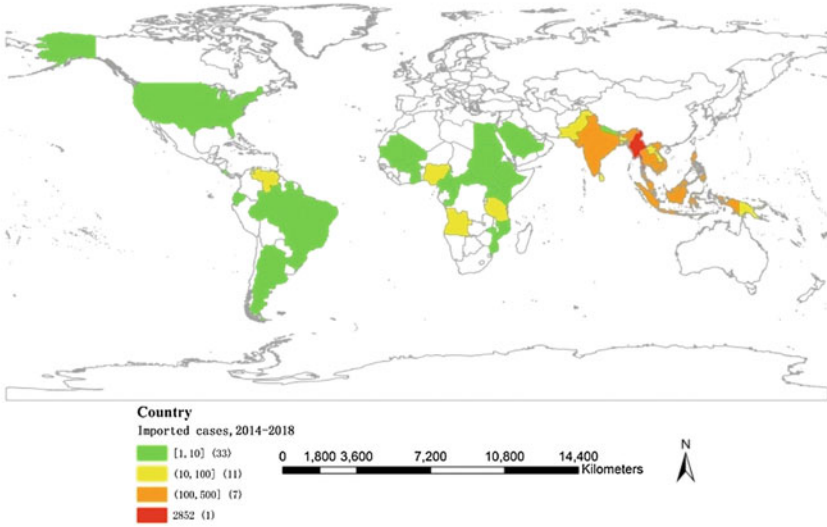 Country
Imported cases, 2014-2018
[1, 10] (33)
(10, 100] (11)
(100, 500] (7)
2852 (1)
0 1,800 3,600 7,200 10,800 14,400
Kilometers
N